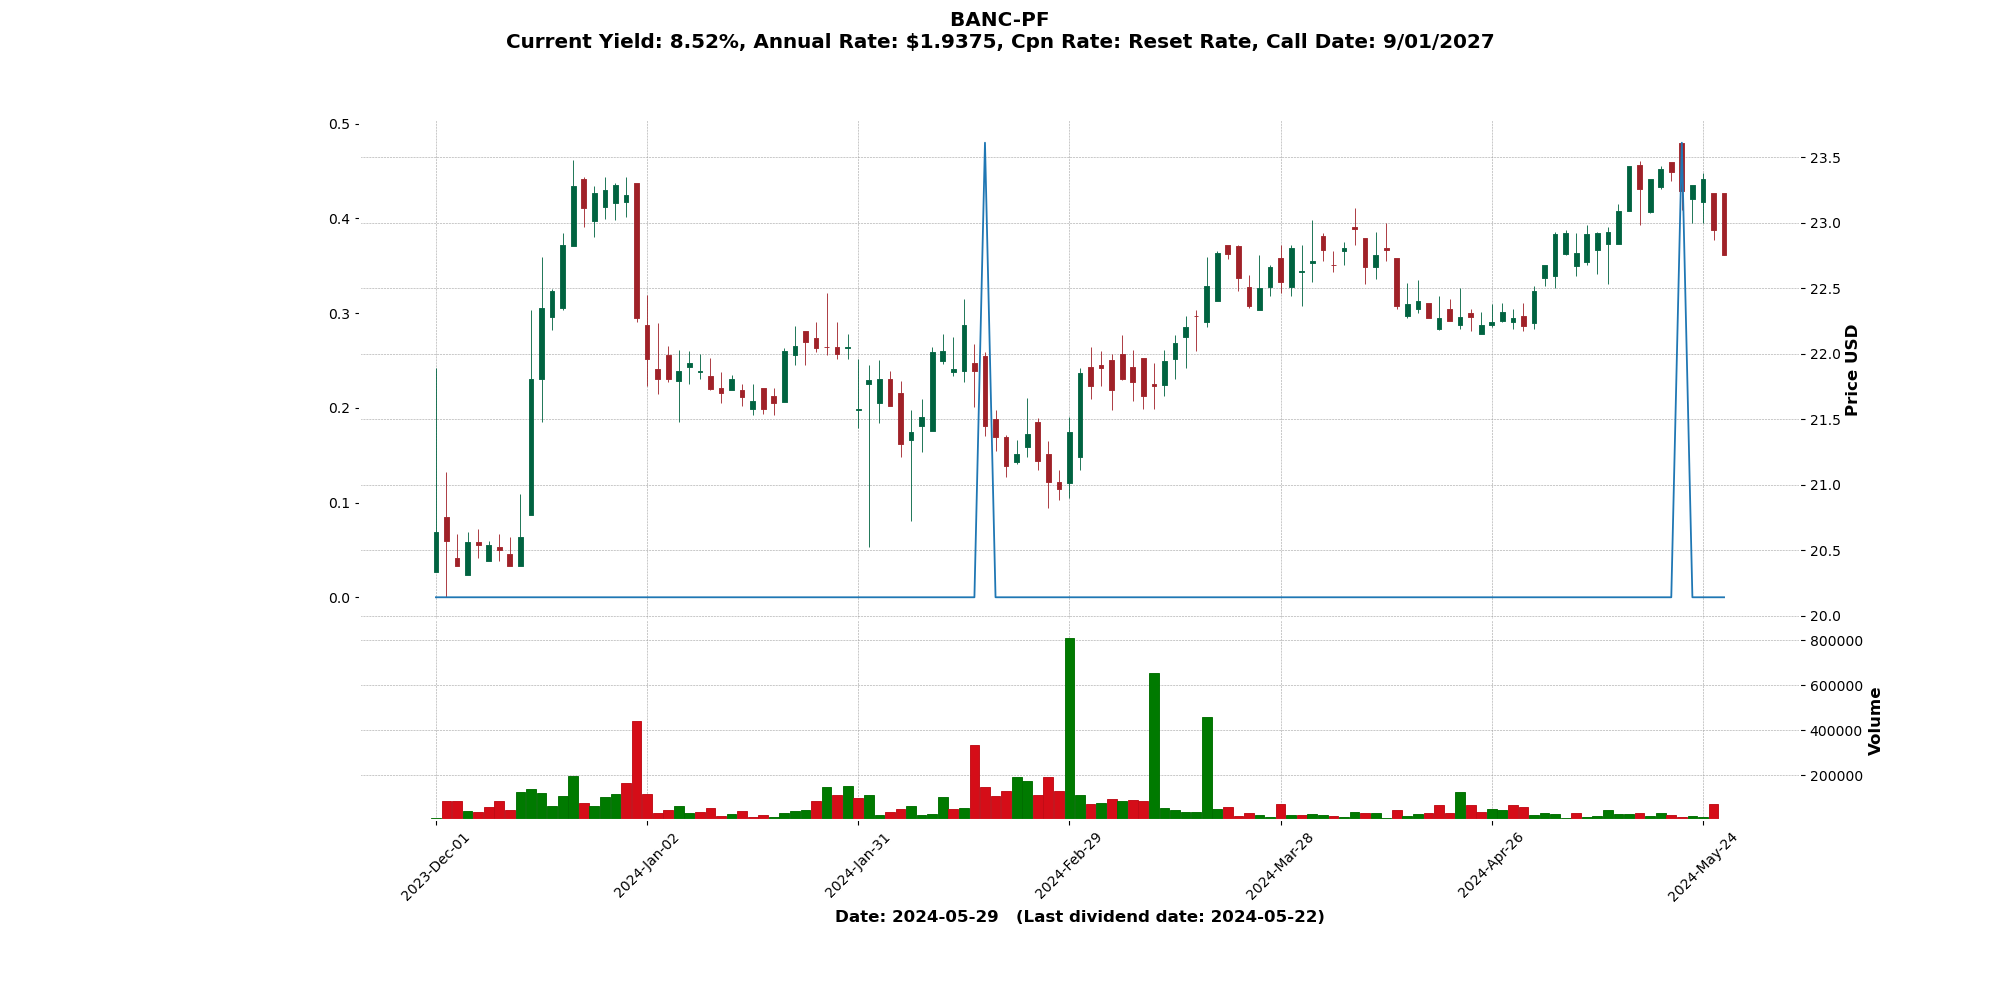 BANC-PF
Current Yield: 8.52%, Annual Rate: $1.9375, Cpn Rate: Reset Rate, Call Date: 9/01/2027
0.5
0.4
0.3
0.2
0.1
0.0
23.5
23.0
22.5
22.0
21.5
21.0
20.5
20.0
Price USD
800000
600000
400000
200000
Volume
2023-Dec-01
2024-Jan-02
2024-Jan-31
2024-Feb-29
2024-Mar-28
2024-Apr-26
2024-May-24
Date: 2024-05-29 (Last dividend date: 2024-05-22)